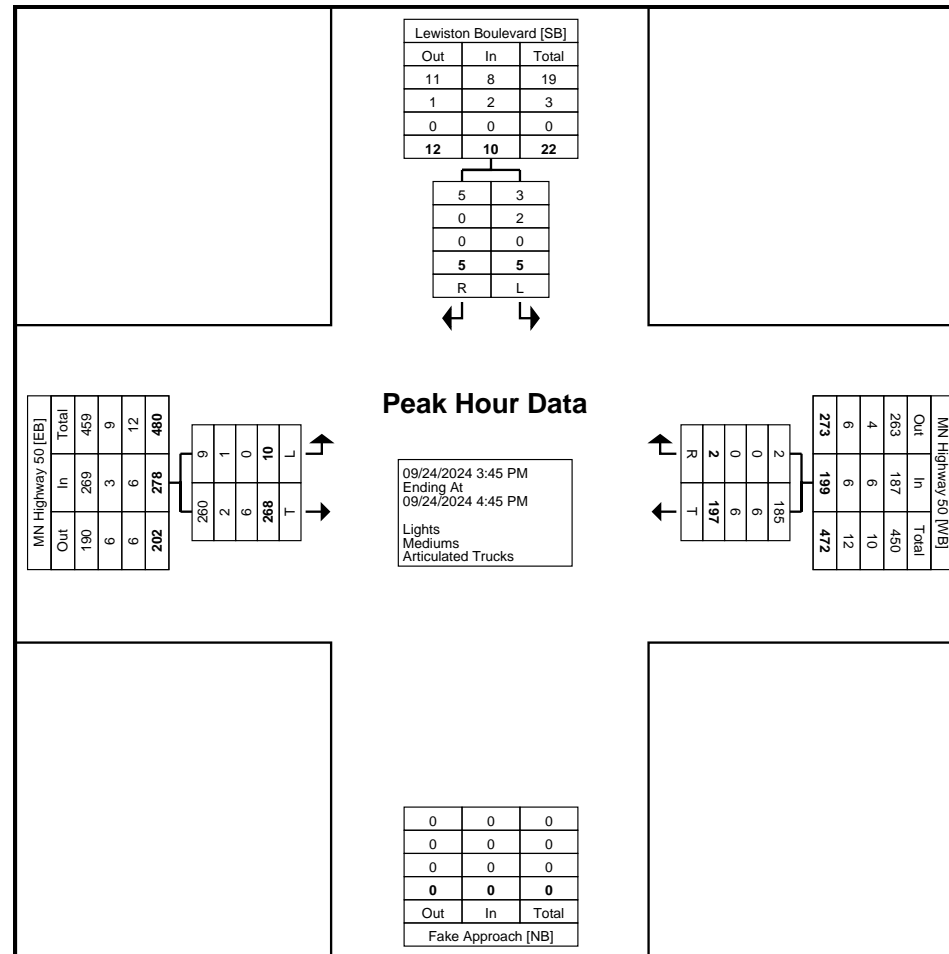 Lewiston Boulevard [SB]
Out In Total
11 8 19
1 2 3
0 0 0
12 10 22
5 3
0 2
0 0
5 5
R L
Peak Hour Data
09/24/2024 3:45 PM
Ending At
09/24/2024 4:45 PM
Lights
Mediums
Articulated Trucks
MN Highway 50 [EB]
Out In Total
190 269 459
6 3 9
6 6 12
202 278 480
260 9
2 1
6 0
268 10
T L
MN Highway 50 [WB]
Out In Total
263 187 450
4 6 10
6 6 12
273 199 472
2 185
0 6
0 6
2 197
R T
0 0 0
0 0 0
0 0 0
0 0 0
Out In Total
Fake Approach [NB]